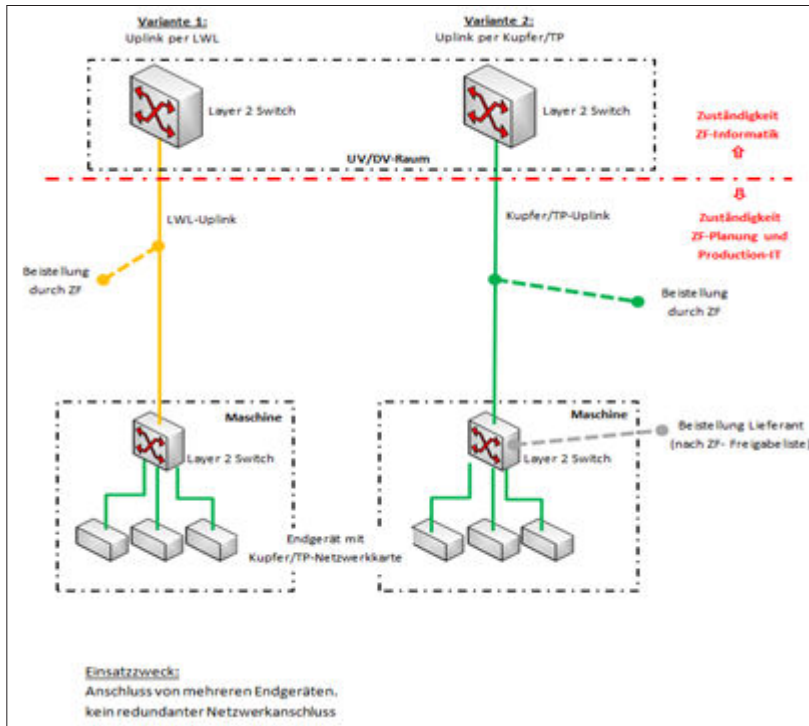 Variante 1:
Uplink per LWL
Variante 2:
Uplink per Kupfer/TP
Layer 2 Switch
Layer 2 Switch
Zuständigkeit
ZF-Informatik
UV/DV-Raum
LWL-Uplink
Kupfer/TP-Uplink
Zuständigkeit
ZF-Planung und
Production-IT
Beistellung
durch ZF
Beistellung
durch ZF
Maschine
Maschine
Layer 2 Switch
Layer 2 Switch
Beistellung Lieferant
(nach ZF- Freigabeliste)
Endgerät mit
Kupfer/TP-Netzwerkkarte
Einsatzzweck:
Anschluss von mehreren Endgeräten.
kein redundanter Netzwerkanschluss